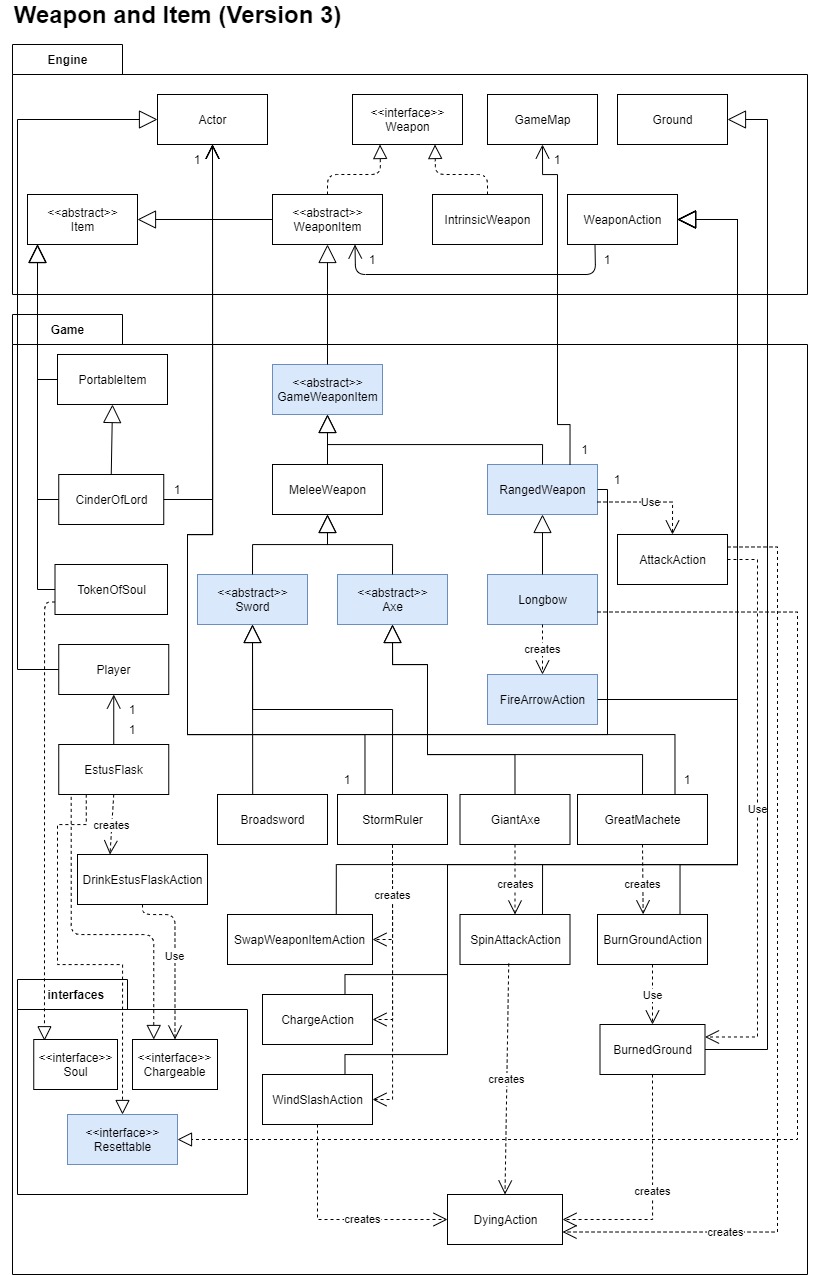 Weapon and Item (Version 3)
Engine
Actor
<<interface>>
Weapon
GameMap
Ground
1
1
<<abstract>>
Item
<<abstract>>
WeaponItem
IntrinsicWeapon
WeaponAction
1
1
Game
PortableItem
<<abstract>>
GameWeaponItem
1
CinderOfLord
1
MeleeWeapon
RangedWeapon
1
Use
AttackAction
TokenOfSoul
<<abstract>>
Sword
<<abstract>>
Axe
Longbow
creates
Player
FireArrowAction
1
1
EstusFlask
1
1
creates
Broadsword
StormRuler
GiantAxe
GreatMachete
Use
DrinkEstusFlaskAction
creates
creates
creates
SwapWeaponItemAction
SpinAttackAction
BurnGroundAction
Use
interfaces
Use
ChargeAction
<<interface>>
Soul
<<interface>>
Chargeable
BurnedGround
creates
WindSlashAction
<<interface>>
Resettable
creates
creates
DyingAction
creates